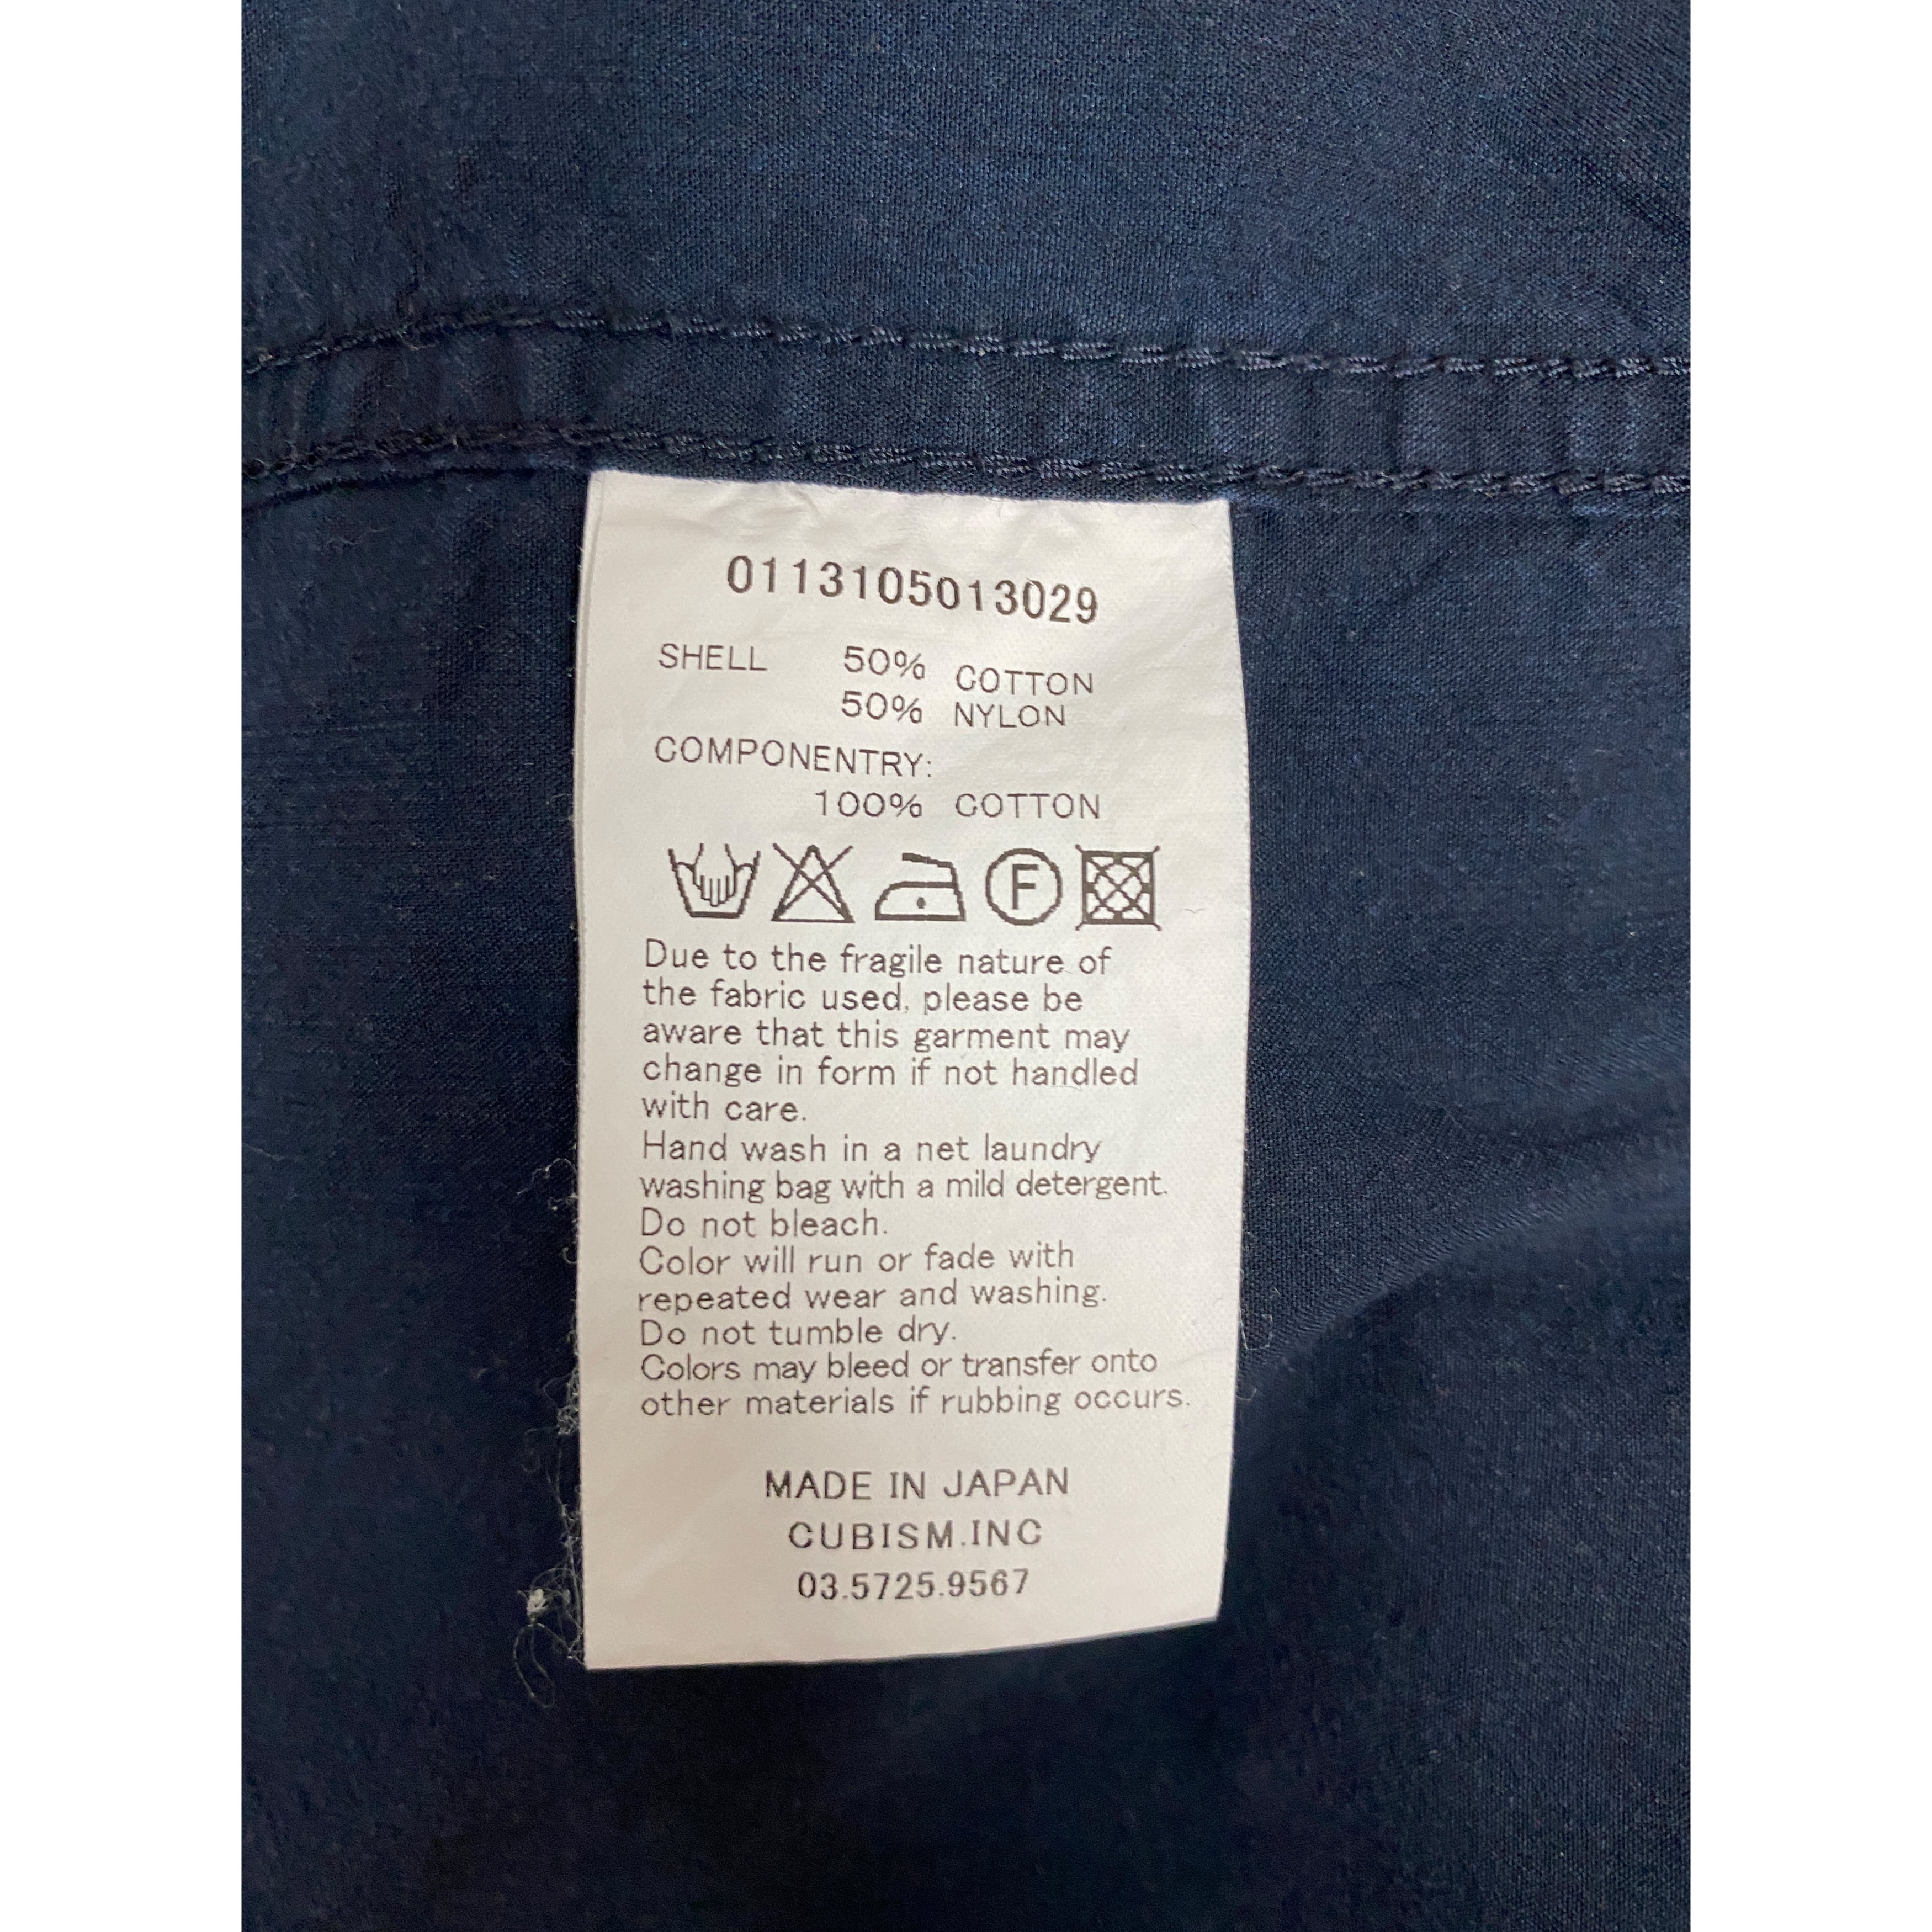 0113105013029
SHELL 50% COTTON
50% NYLON
COMPONENTRY:
100% COTTON
F
Due to the fragile nature of
the fabric used, please be
aware that this garment may
change in form if not handled
with care.
Hand wash in a net laundry
washing bag with a mild detergent.
Do not bleach.
Color will run or fade with
repeated wear and washing.
Do not tumble dry.
Colors may bleed or transfer onto
other materials if rubbing occurs.
MADE IN JAPAN
CUBISM.INC
03.5725.9567